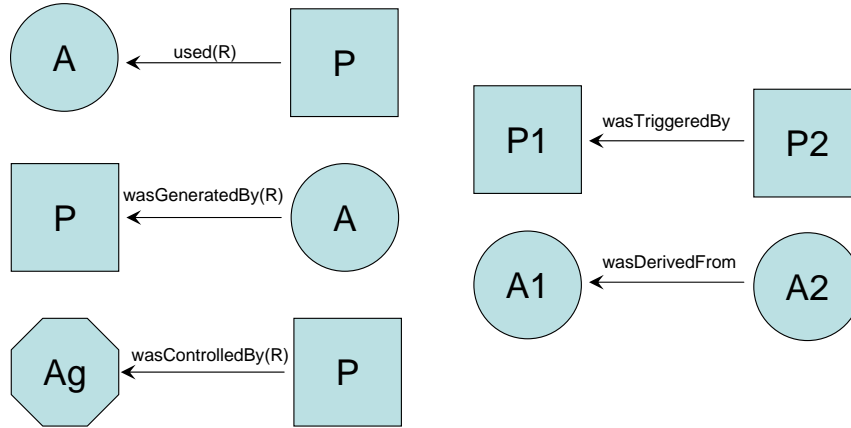 A
used(R)
P
P
wasGeneratedBy(R)
A
Ag
wasControlledBy(R)
P
P1
wasTriggeredBy
P2
A1
wasDerivedFrom
A2